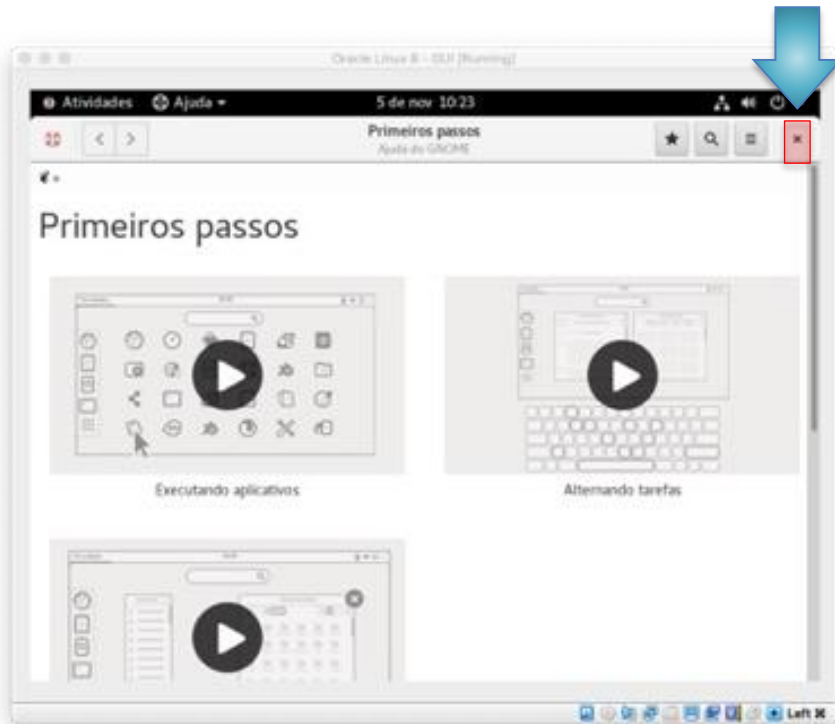 Oracle Linux 8 - GUI [Running]
Atividades Ajuda 5 de nov 10:23
Primeiros passos
Ajuda do GNOME
Primeiros passos
Executando aplicativos
Alternando tarefas
Left ⌘